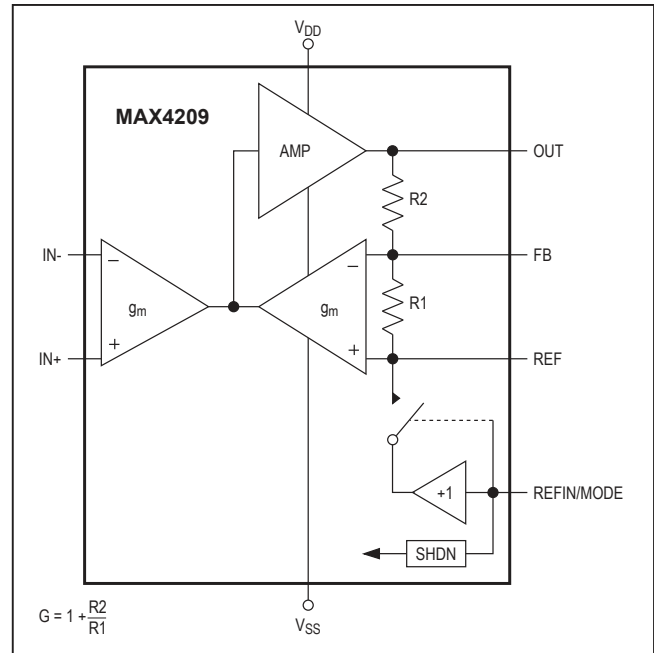 VDD
MAX4209
AMP
OUT
R2
IN-
−
−
FB
gm
gm
R1
+
+
IN+
REF
+1
REFIN/MODE
SHDN
G = 1 + R2/R1
VSS